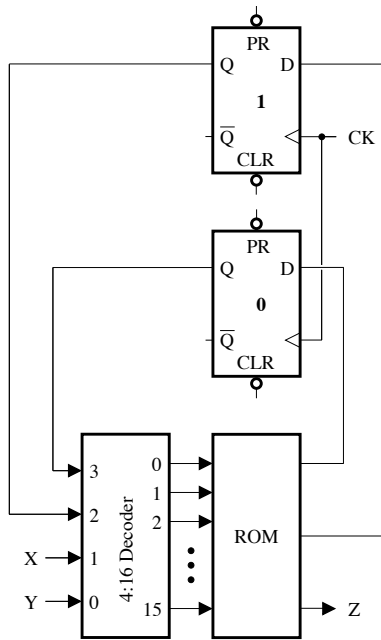 PR
Q D
1
Q̅ CK
CLR
PR
Q D
0
Q̅
CLR
3 0
1
2 2
X 1
Y 0
15
4:16 Decoder
ROM
Z